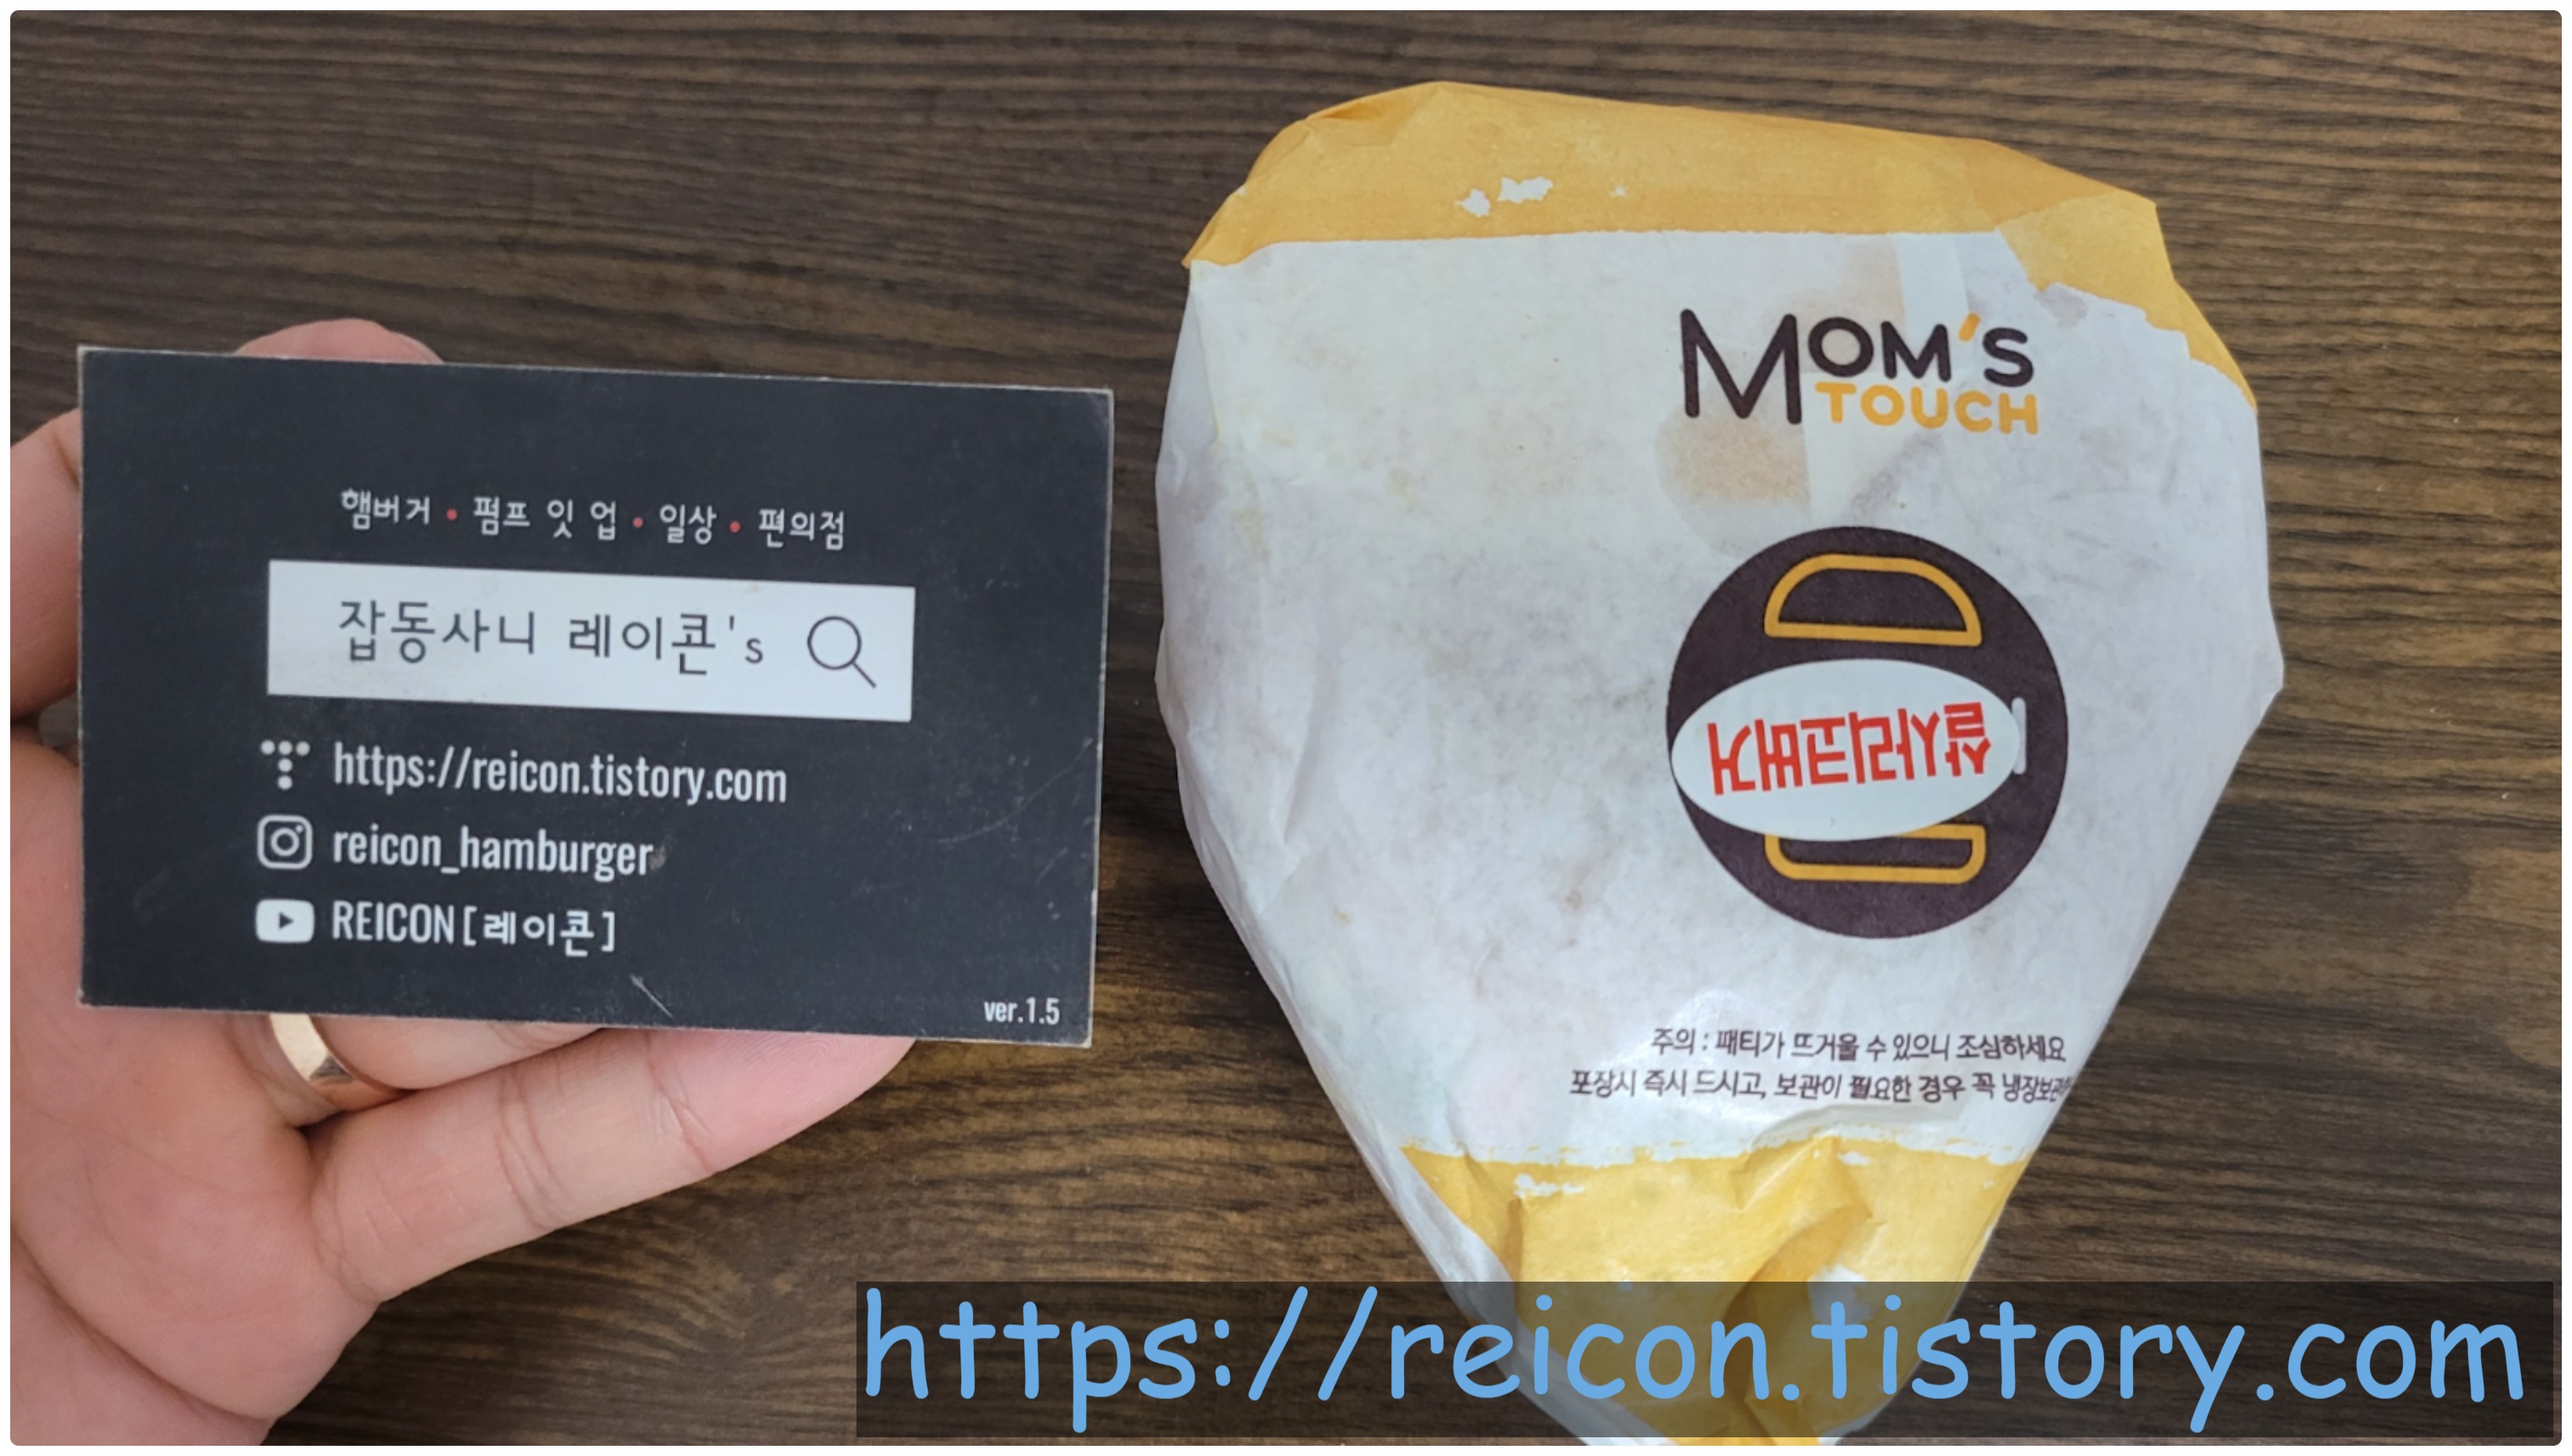 햄버거 • 펌프 잇 업 • 일상 • 편의점
잡동사니 레이콘's
https://reicon.tistory.com
reicon_hamburger
REICON[레이콘]
ver.1.5
MOM'S
TOUCH
살사리코버거
주의 : 패티가 뜨거울 수 있으니 조심하세요
포장시 즉시 드시고, 보관이 필요한 경우 꼭 냉장보관
https://reicon.tistory.com